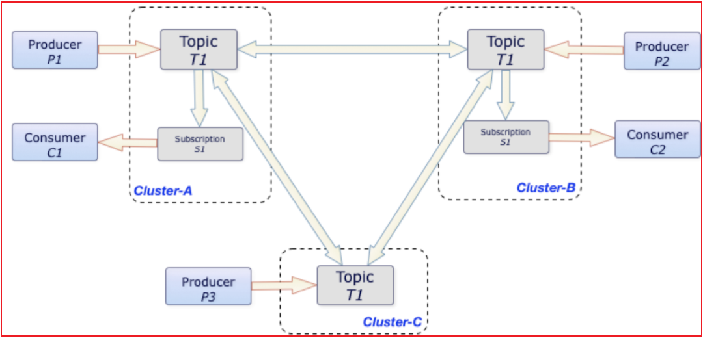 Producer
P1
Topic
T1
Topic
T1
Producer
P2
Consumer
C1
Subscription
S1
Subscription
S1
Consumer
C2
Cluster-A
Cluster-B
Producer
P3
Topic
T1
Cluster-C